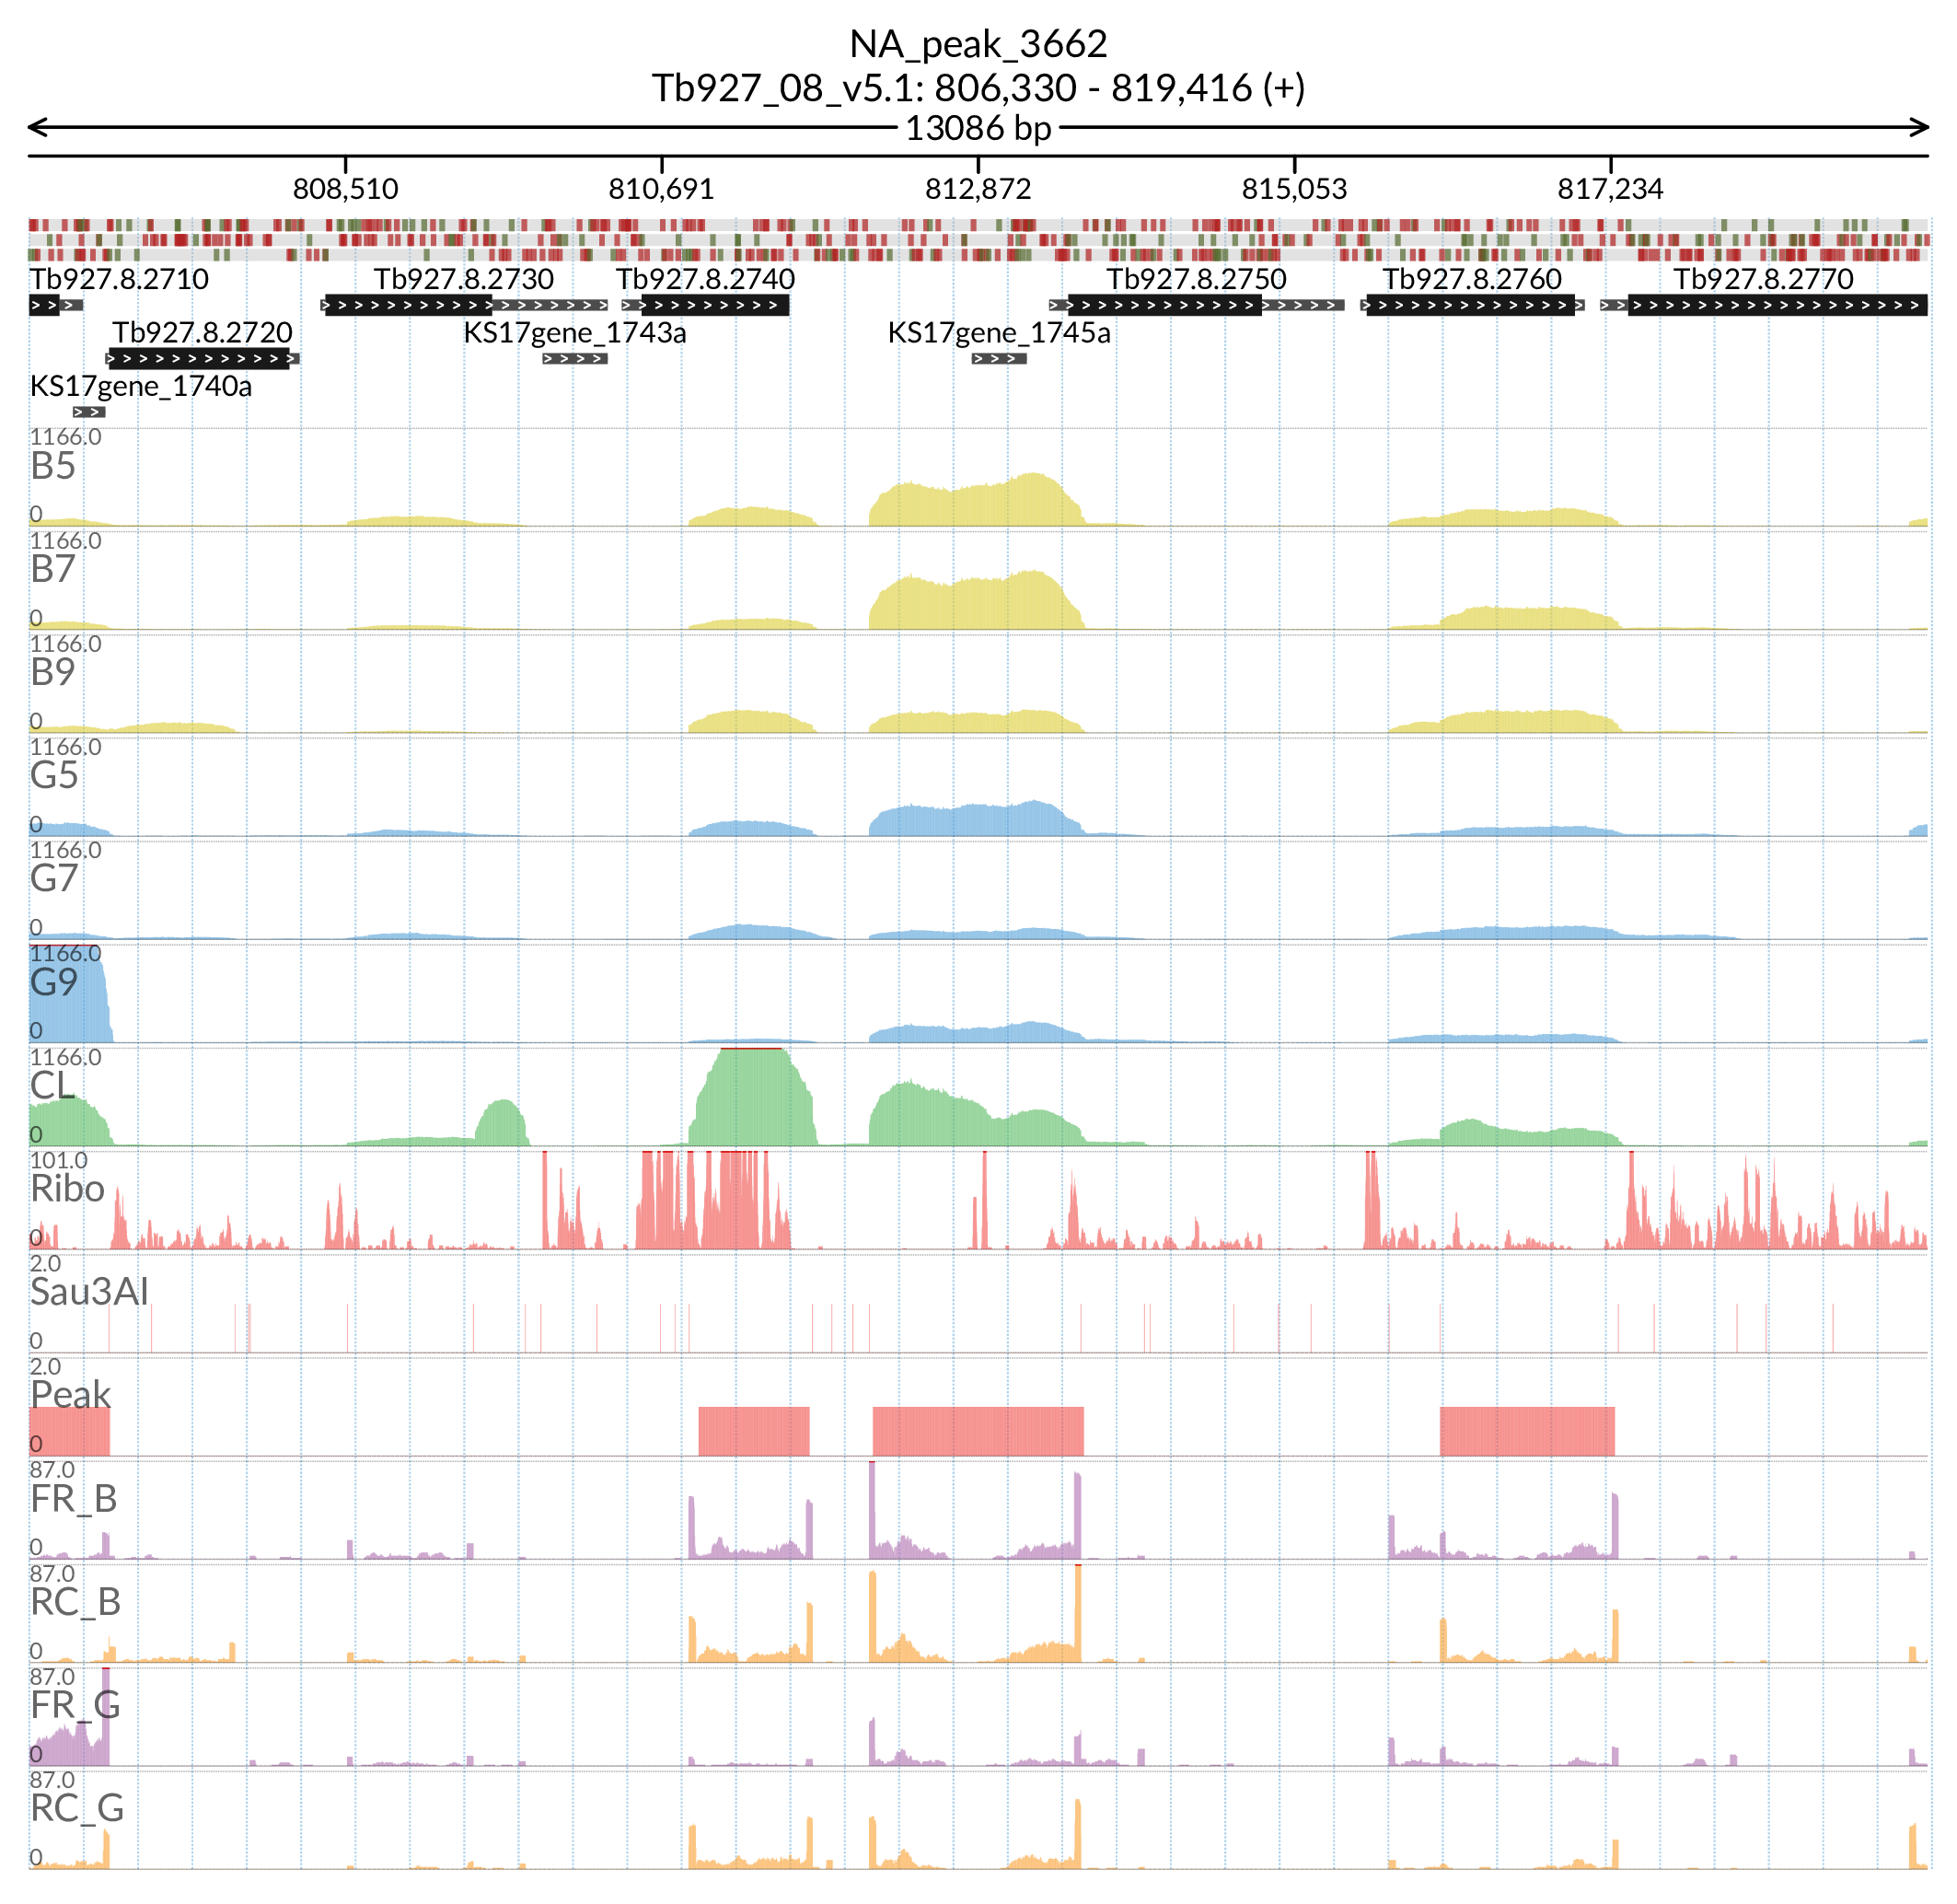 NA_peak_3662
Tb927_08_v5.1: 806,330 - 819,416 (+)
13086 bp
808,510 810,691 812,872 815,053 817,234
Tb927.8.2710 Tb927.8.2730 Tb927.8.2740 Tb927.8.2750 Tb927.8.2760 Tb927.8.2770
Tb927.8.2720 KS17gene_1743a KS17gene_1745a
KS17gene_1740a
1166.0
B5
0
1166.0
B7
0
1166.0
B9
0
1166.0
G5
0
1166.0
G7
0
1166.0
G9
0
1166.0
CL
0
101.0
Ribo
0
2.0
Sau3AI
0
2.0
Peak
0
87.0
FR_B
0
87.0
RC_B
0
87.0
FR_G
0
87.0
RC_G
0